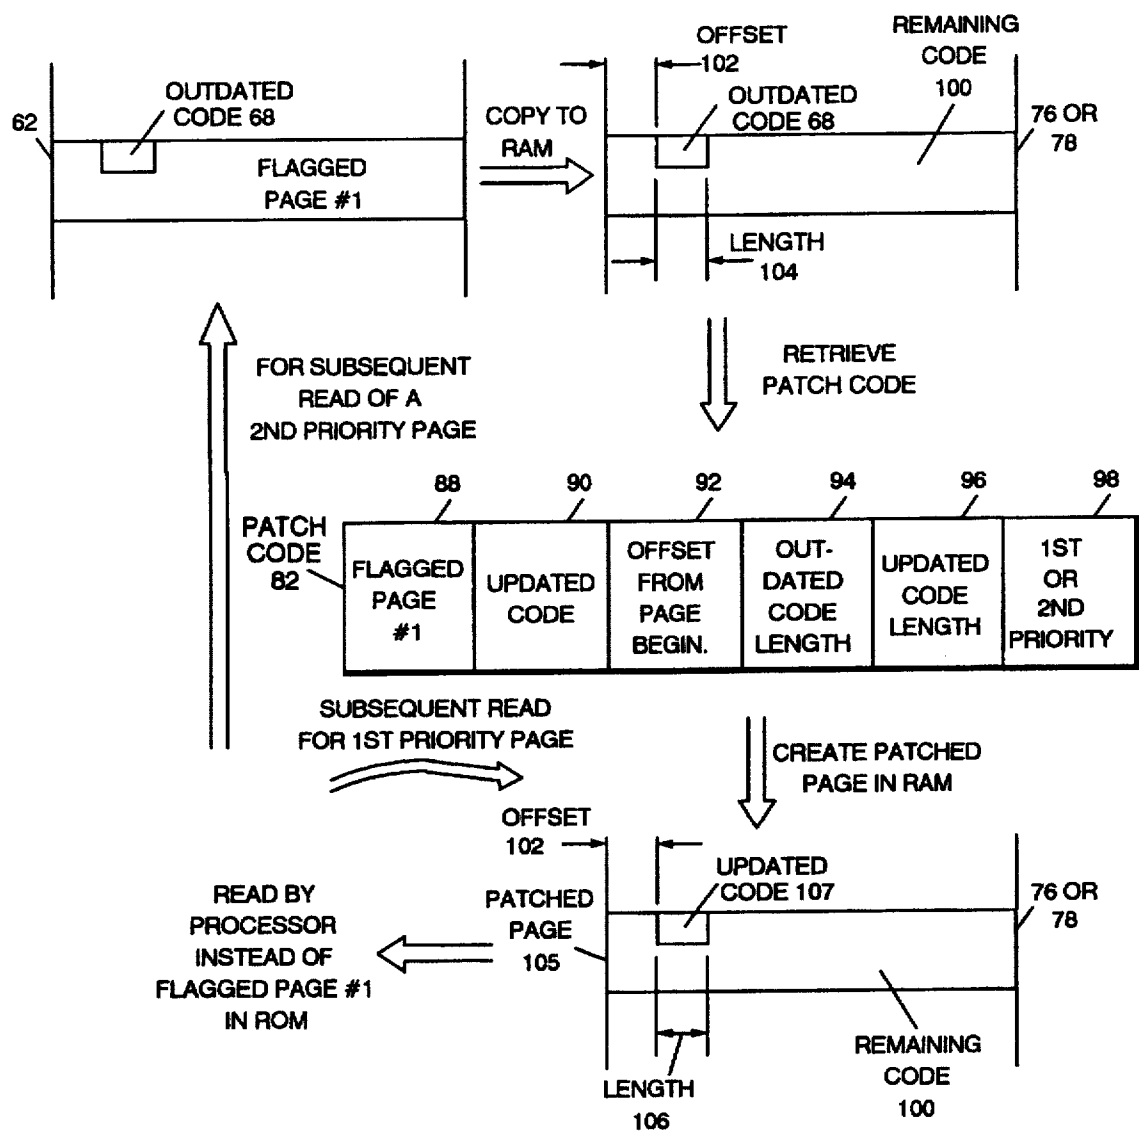 OFFSET
102
REMAINING
CODE
100
OUTDATED
CODE 68
62
FLAGGED
PAGE #1
COPY TO
RAM
OUTDATED
CODE 68
76 OR
78
LENGTH
104
FOR SUBSEQUENT
READ OF A
2ND PRIORITY PAGE
RETRIEVE
PATCH CODE
88
90
92
94
96
98
PATCH
CODE
82
FLAGGED
PAGE
#1
UPDATED
CODE
OFFSET
FROM
PAGE
BEGIN.
OUT-
DATED
CODE
LENGTH
UPDATED
CODE
LENGTH
1ST
OR
2ND
PRIORITY
SUBSEQUENT READ
FOR 1ST PRIORITY PAGE
CREATE PATCHED
PAGE IN RAM
OFFSET
102
UPDATED
CODE 107
PATCHED
PAGE
105
76 OR
78
READ BY
PROCESSOR
INSTEAD OF
FLAGGED PAGE #1
IN ROM
LENGTH
106
REMAINING
CODE
100